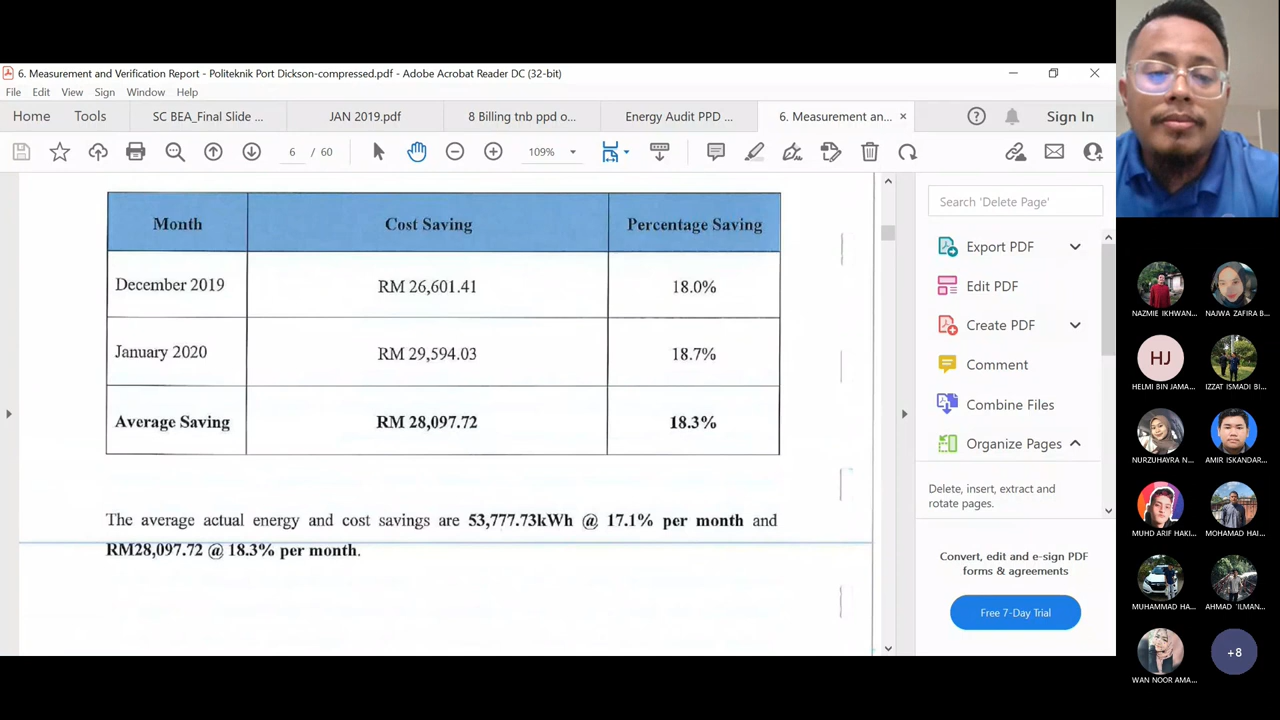 6. Measurement and Verification Report - Politeknik Port Dickson-compressed.pdf - Adobe Acrobat Reader DC (32-bit)
File Edit View Sign Window Help
Home Tools SC BEA_Final Slide ... JAN 2019.pdf 8 Billing tnb ppd o... Energy Audit PPD ... 6. Measurement an... Sign In
6 / 60 109%
Month Cost Saving Percentage Saving
December 2019 RM 26,601.41 18.0%
January 2020 RM 29,594.03 18.7%
Average Saving RM 28,097.72 18.3%
The average actual energy and cost savings are 53,777.73kWh @ 17.1% per month and
RM28,097.72 @ 18.3% per month.
Search 'Delete Page'
Export PDF
Edit PDF
Create PDF
Comment
Combine Files
Organize Pages
Delete, insert, extract and
rotate pages.
Convert, edit and e-sign PDF
forms & agreements
Free 7-Day Trial
NAZMIE IKHWAN... NAJWA ZAFIRA B...
HJ
HELMI BIN JAMA... IZZAT ISMADI BI...
NURZUHAYRA N... AMIR ISKANDAR...
MUHD ARIF HAKI... MOHAMAD HAI...
MUHAMMAD HA... AHMAD 'ILMAN...
WAN NOOR AMA... +8